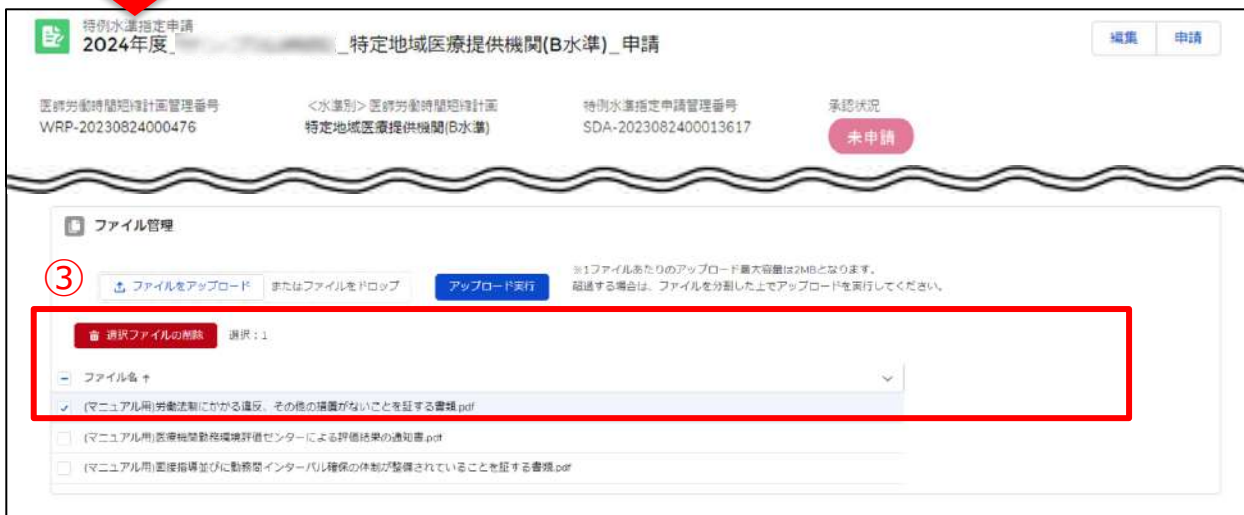 特例水準指定申請
2024年度_ _特定地域医療提供機関(B水準)_申請
編集 申請
医師労働時間短縮計画管理番号 <水準別>医師労働時間短縮計画 特例水準指定申請管理番号 承認状況
WRP-20230824000476 特定地域医療提供機関(B水準) SDA-2023082400013617 未申請
ファイル管理
③ ファイルをアップロード またはファイルをドロップ アップロード実行
※1ファイルあたりのアップロード最大容量は2MBとなります。
超過する場合は、ファイルを分割した上でアップロードを実行してください。
選択ファイルの削除 選択:1
ファイル名 ↑
(マニュアル用)労働法制にかかる違反、その他の措置がないことを証する書類.pdf
(マニュアル用)医療機関勤務環境評価センターによる評価結果の通知書.pdf
(マニュアル用)面接指導並びに勤務間インターバル確保の体制が整備されていることを証する書類.pdf